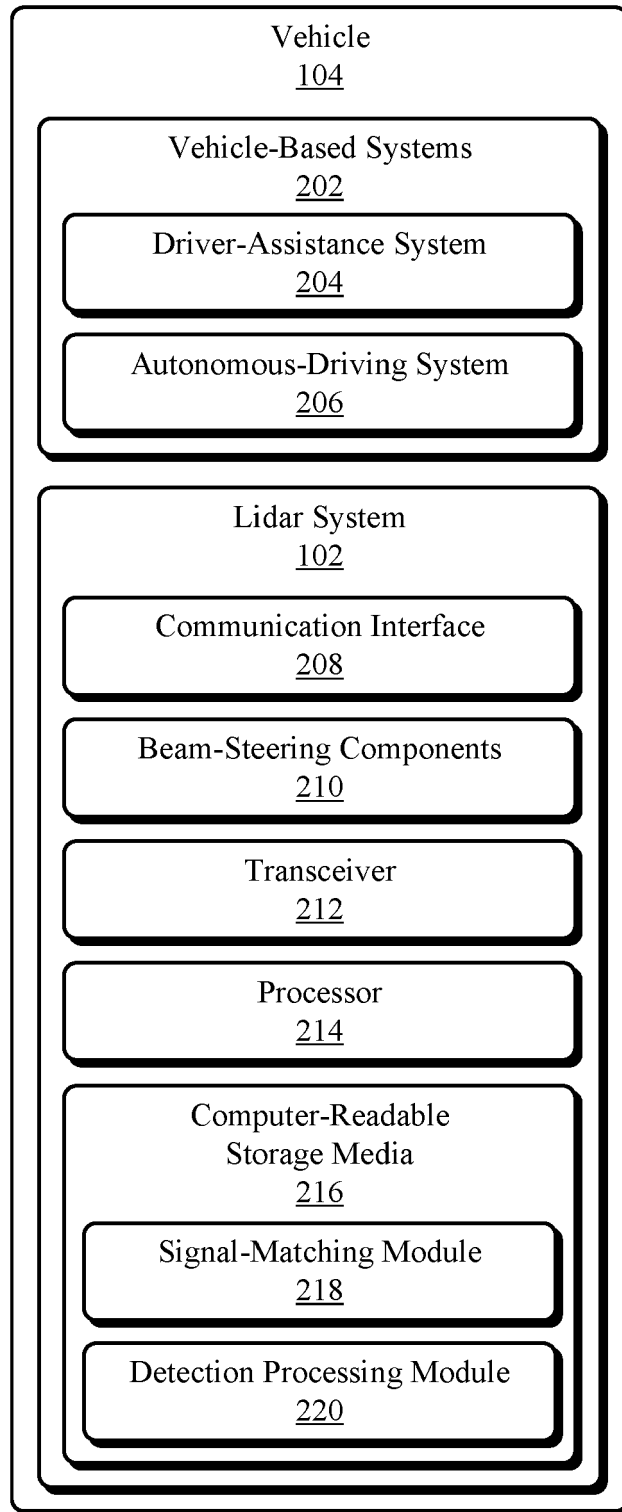 Vehicle
104
Vehicle-Based Systems
202
Driver-Assistance System
204
Autonomous-Driving System
206
Lidar System
102
Communication Interface
208
Beam-Steering Components
210
Transceiver
212
Processor
214
Computer-Readable
Storage Media
216
Signal-Matching Module
218
Detection Processing Module
220